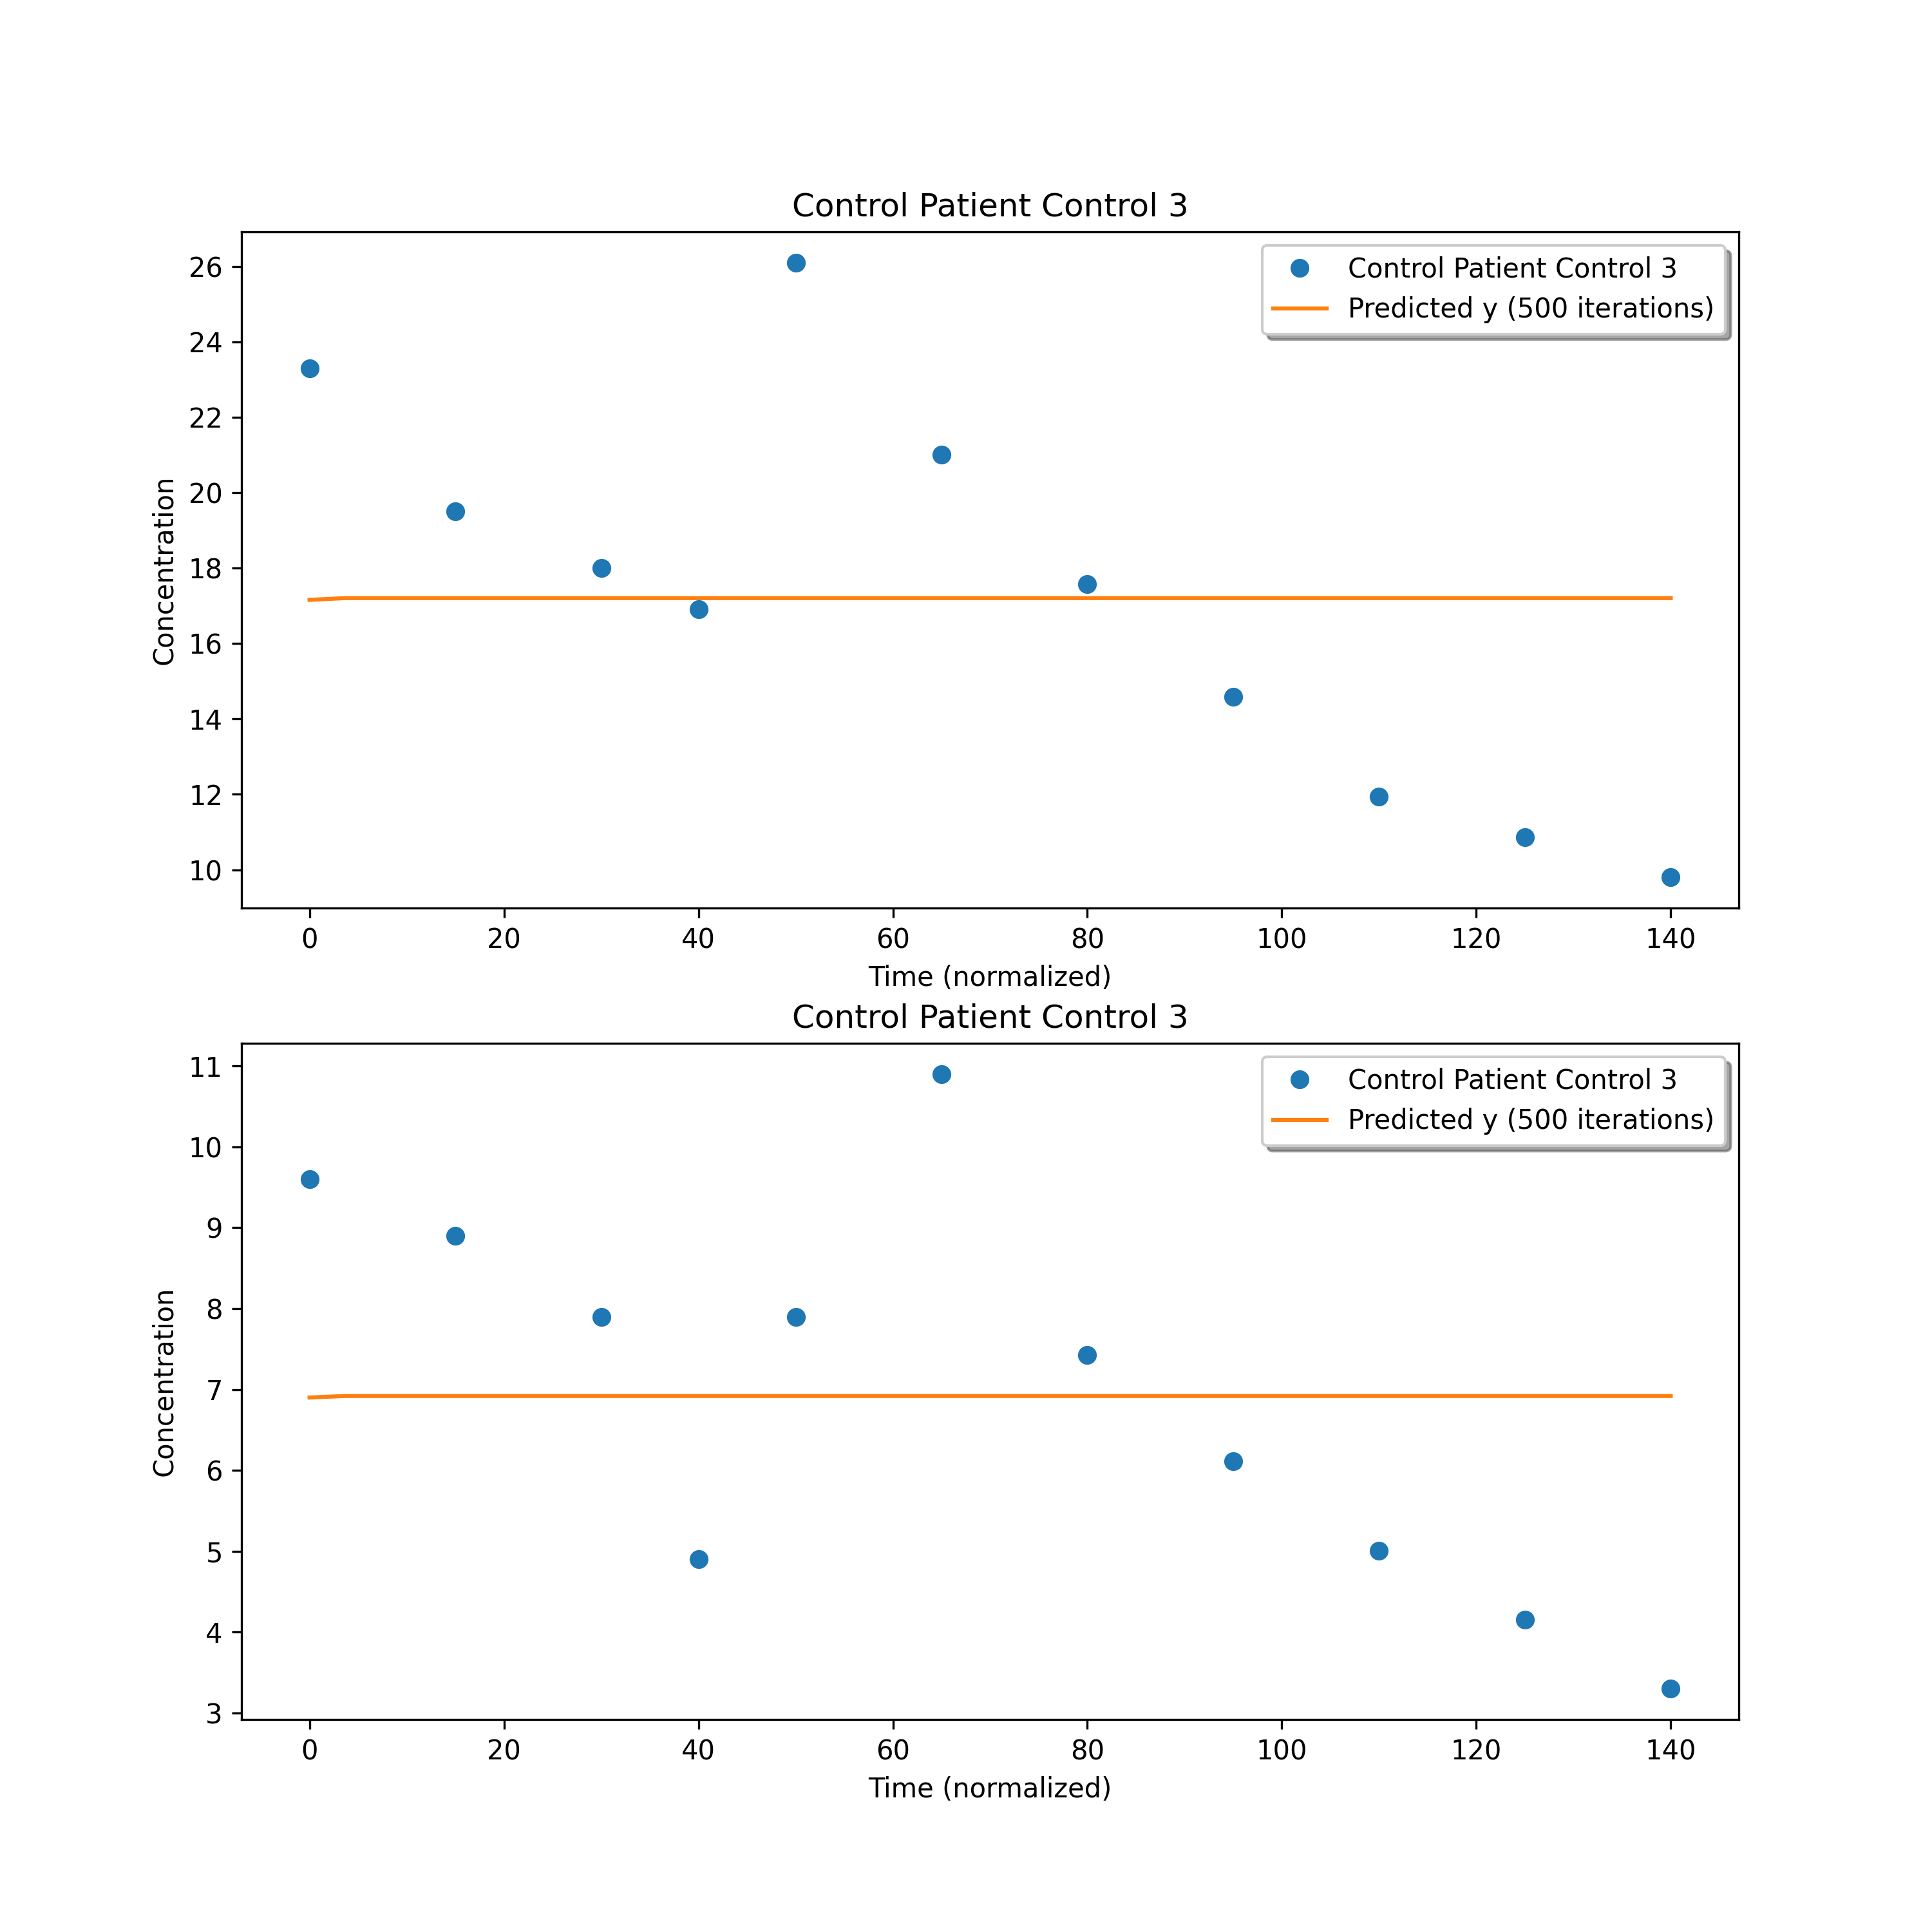 Control Patient Control 3
26
24
22
20
18
16
14
12
10
Concentration
Control Patient Control 3
Predicted y (500 iterations)
0 20 40 60 80 100 120 140
Time (normalized)
Control Patient Control 3
11
10
9
8
7
6
5
4
3
Concentration
Control Patient Control 3
Predicted y (500 iterations)
0 20 40 60 80 100 120 140
Time (normalized)